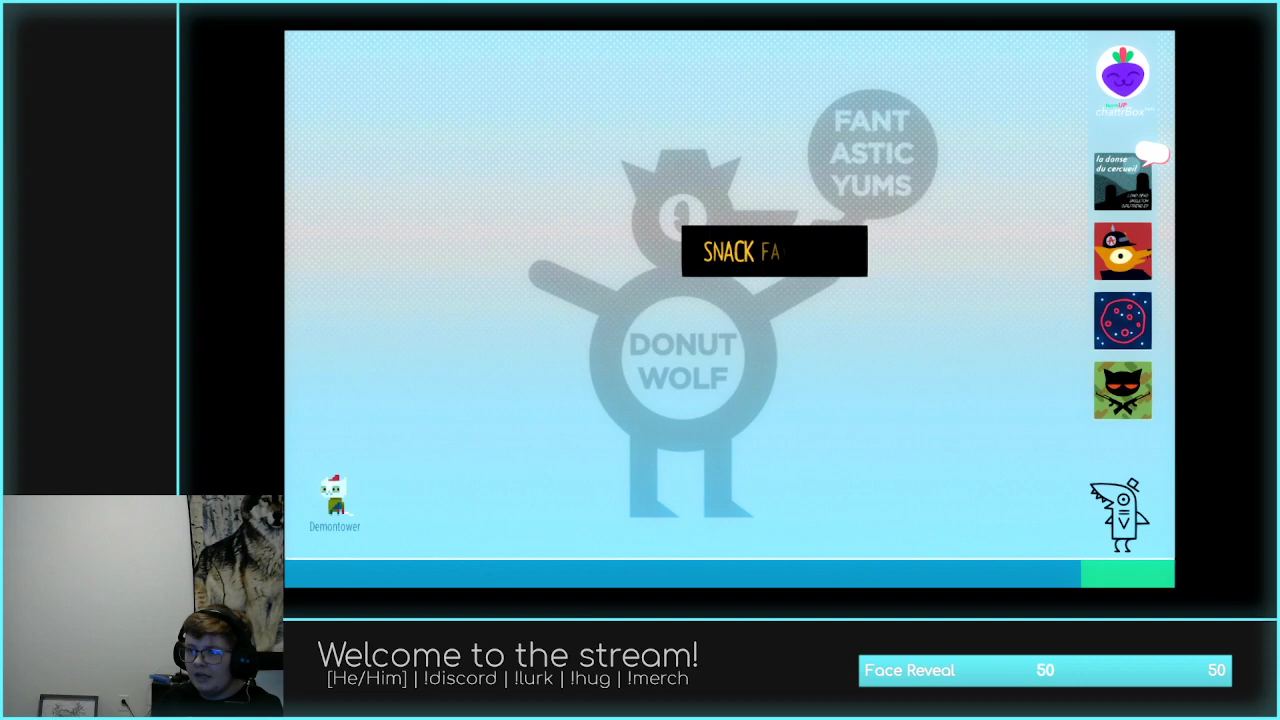 FANT
ASTIC
YUMS
SNACK FA
DONUT
WOLF
chattrbox
la danse
du cercueil
Demontower
Welcome to the stream!
[He/Him] | !discord | !lurk | !hug | !merch
Face Reveal 50 50